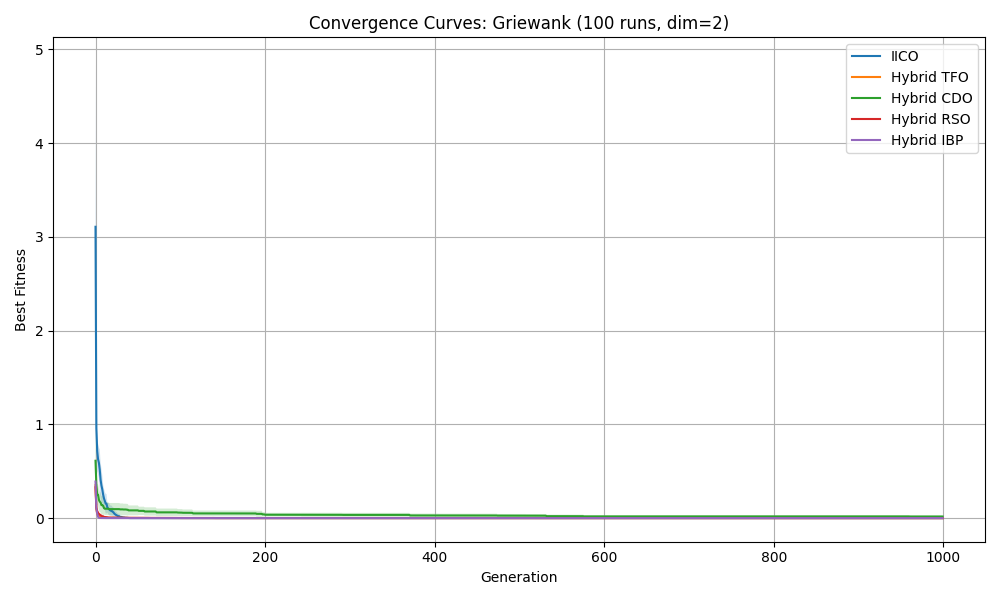 Convergence Curves: Griewank (100 runs, dim=2)
Best Fitness
5
4
3
2
1
0
0 200 400 600 800 1000
Generation
IICO
Hybrid TFO
Hybrid CDO
Hybrid RSO
Hybrid IBP